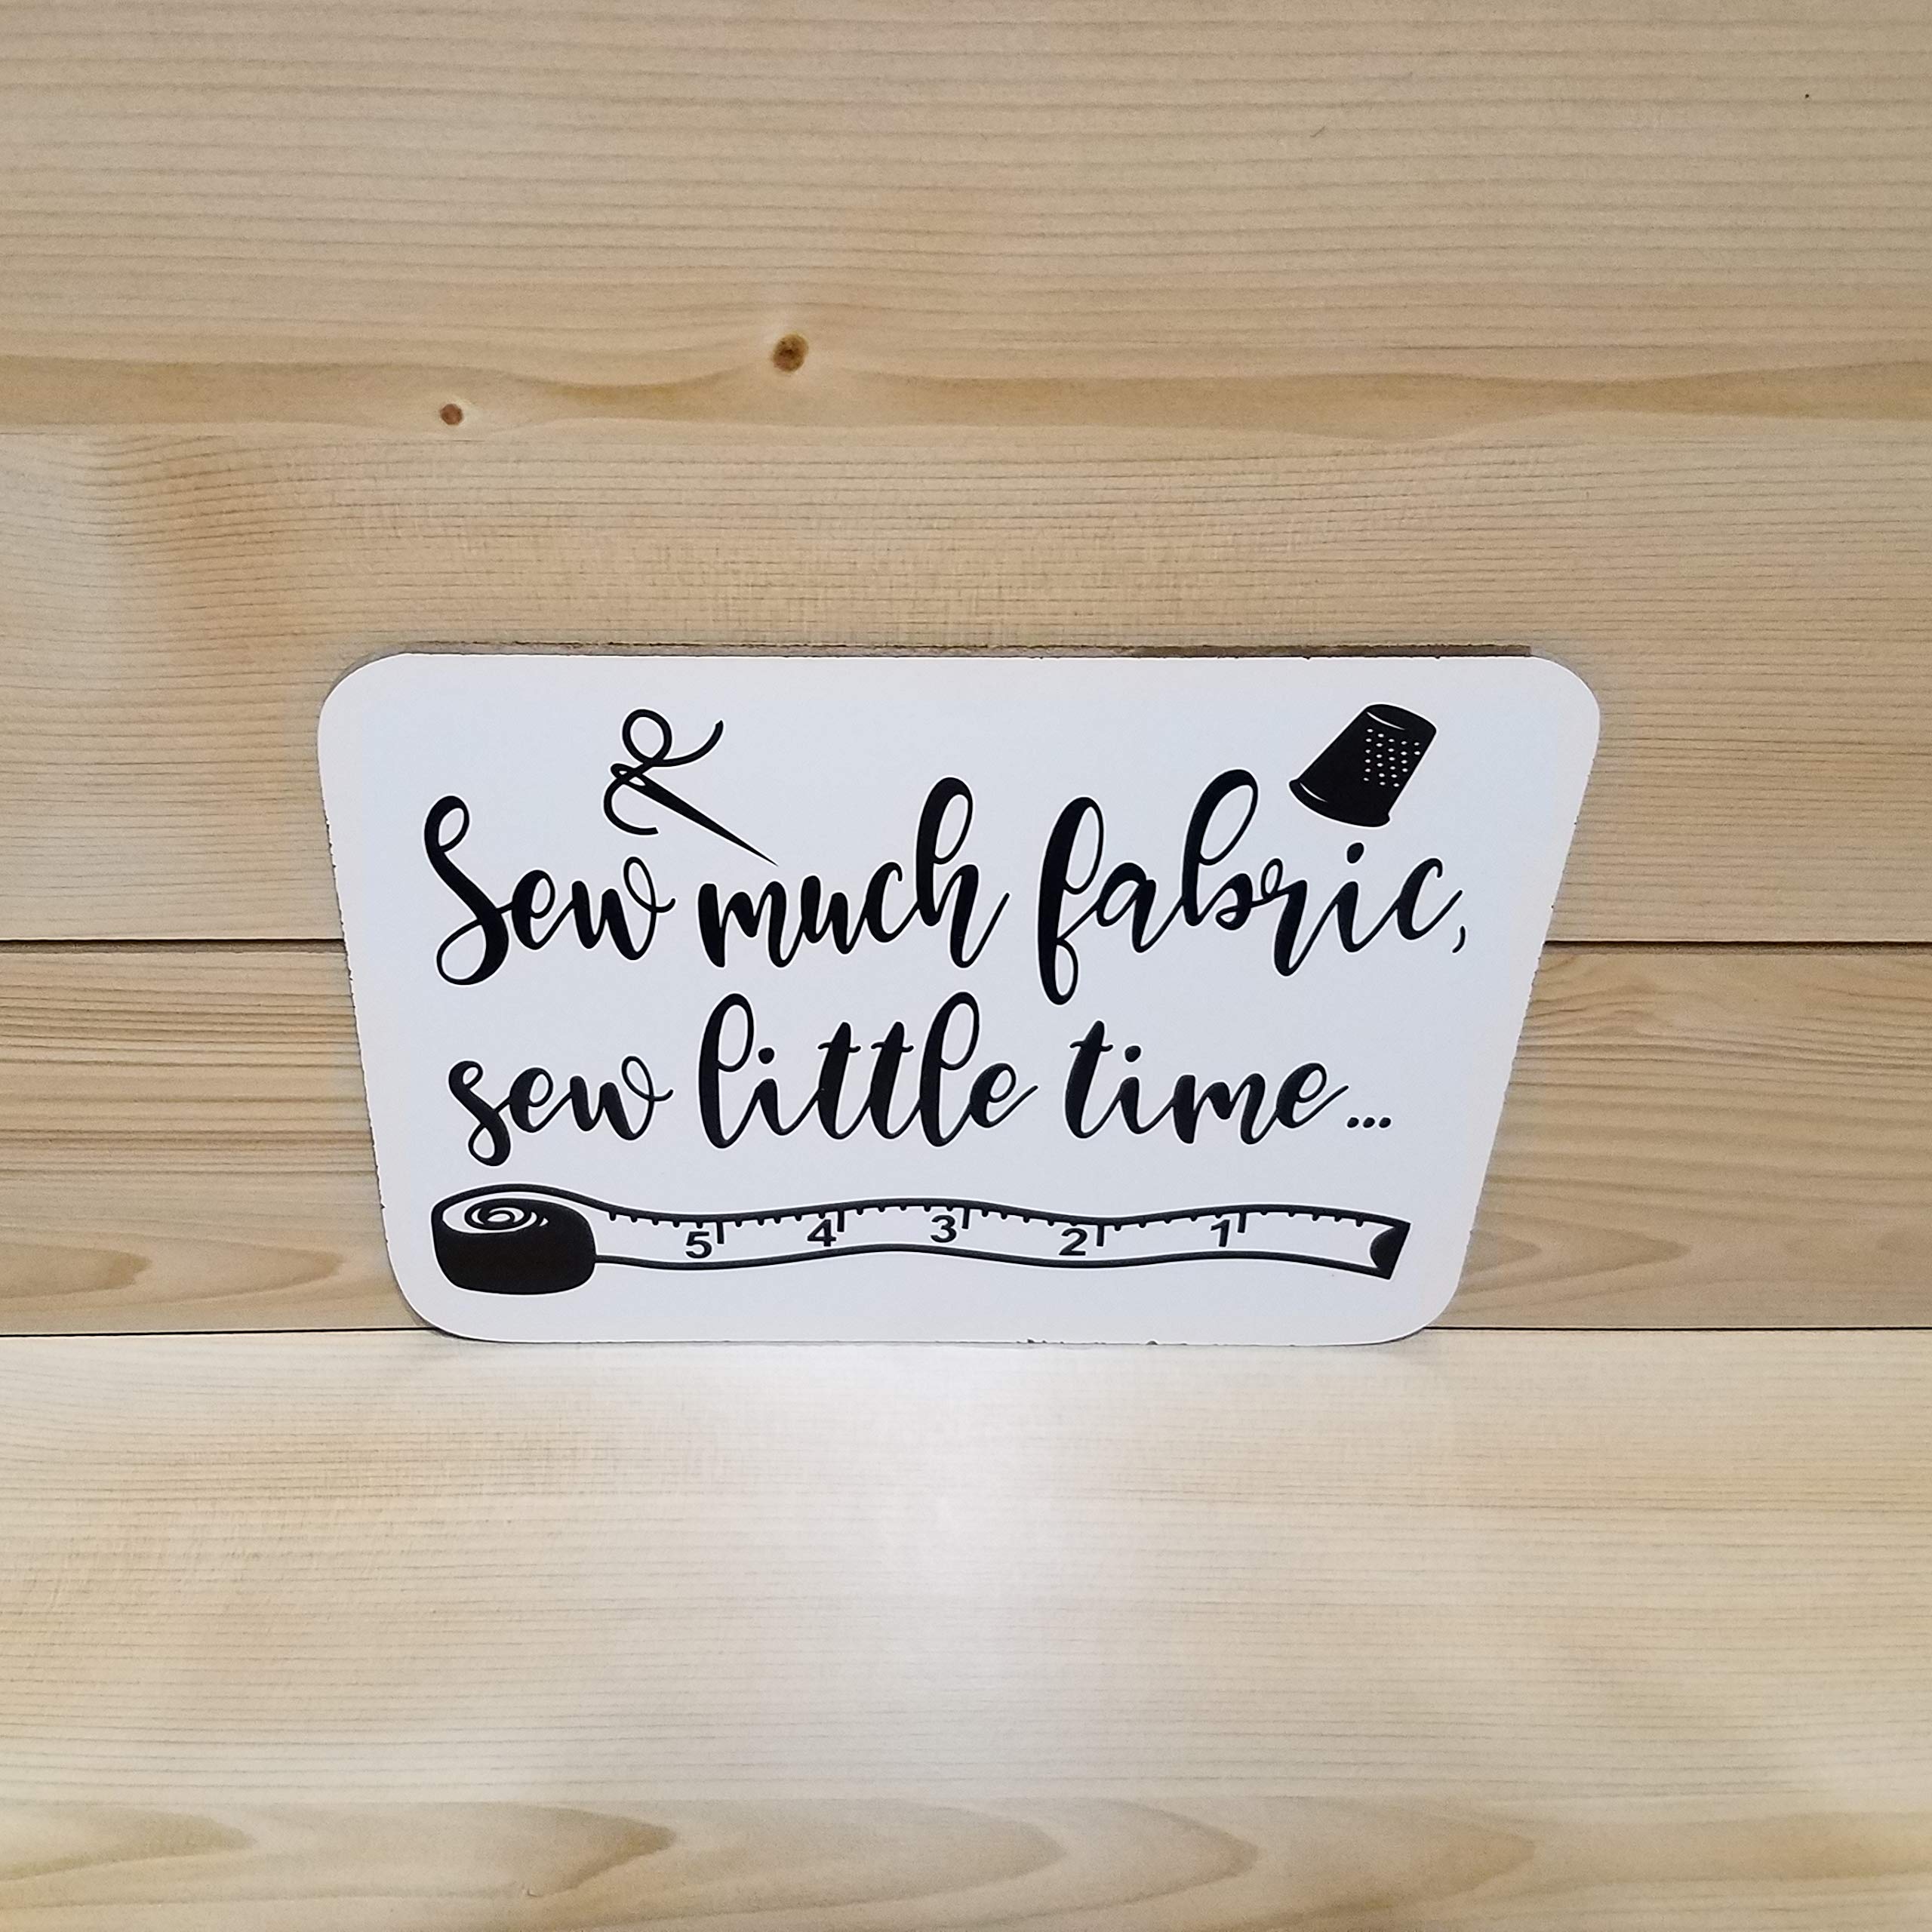 Sew much fabric,
sew little time...
5 4 3 2 1